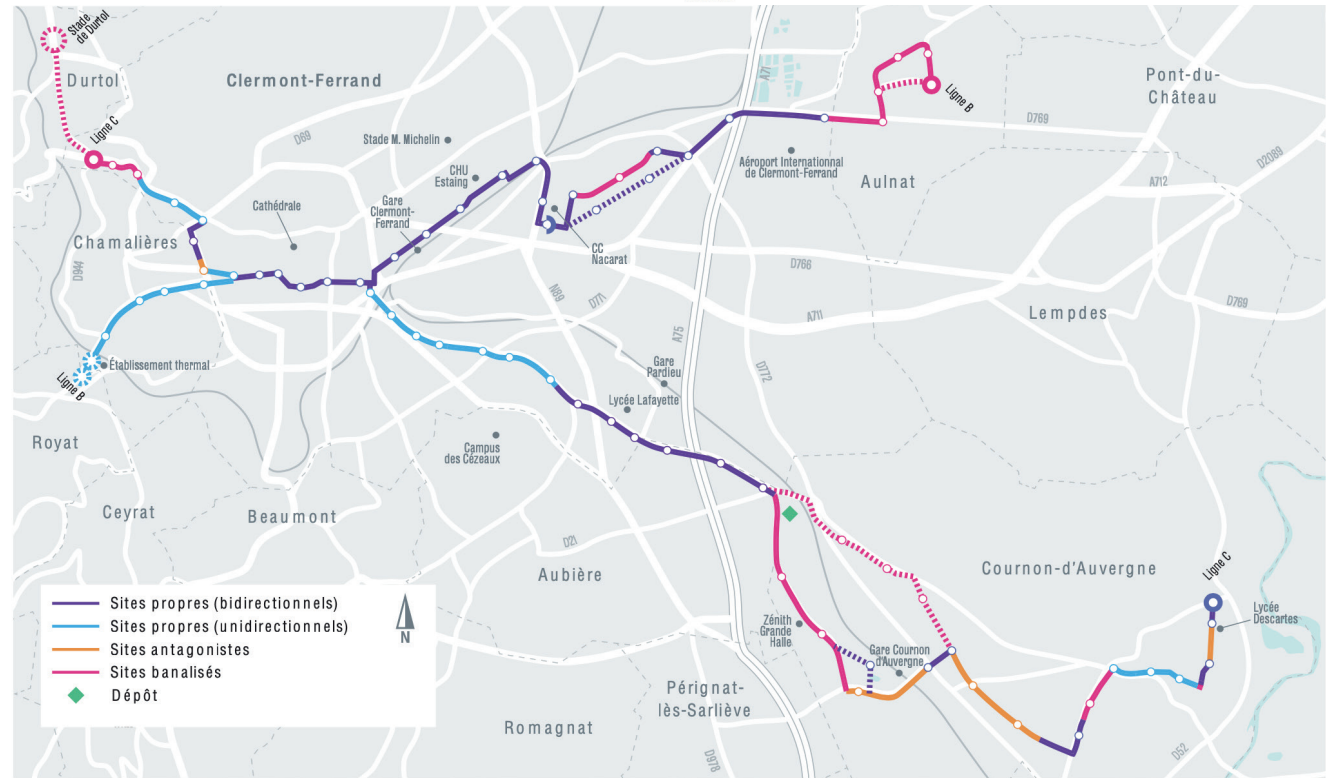 Stade
de Durtol
Durtol
Clermont-Ferrand
Pont-du-
Château
A71
Ligne B
Ligne C
D69
Stade M. Michelin
D769
D2089
CHU
Estaing
Aéroport Internationnal
de Clermont-Ferrand
Aulnat
A712
Gare
Clermont-
Ferrand
Cathédrale
Chamalières
CC
Nacarat
D944
D766
N89
D771
A711
D769
Lempdes
A75
Établissement thermal
Ligne B
Gare
Pardieu
D772
Lycée Lafayette
Royat
Campus
des Cézeaux
Ceyrat
Beaumont
D21
Aubière
Cournon-d'Auvergne
Ligne C
Lycée
Descartes
Zénith
Grande
Halle
Gare Cournon
d'Auvergne
Sites propres (bidirectionnels)
Sites propres (unidirectionnels)
Sites antagonistes
Sites banalisés
Dépôt
N
Pérignat-
lès-Sarliève
Romagnat
D978
D52